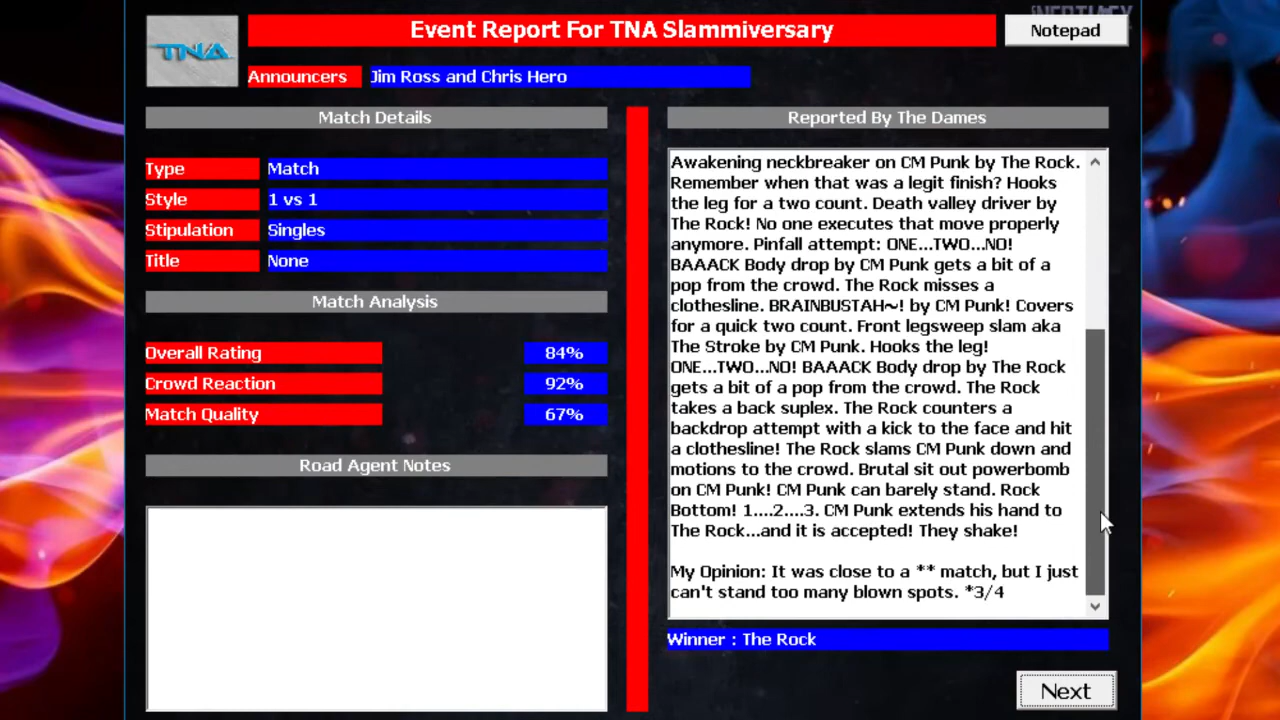 TNA
Event Report For TNA Slammiversary
Notepad
Announcers
Jim Ross and Chris Hero
Match Details
Type
Match
Style
1 vs 1
Stipulation
Singles
Title
None
Match Analysis
Overall Rating
84%
Crowd Reaction
92%
Match Quality
67%
Road Agent Notes
Reported By The Dames
Awakening neckbreaker on CM Punk by The Rock.
Remember when that was a legit finish? Hooks
the leg for a two count. Death valley driver by
The Rock! No one executes that move properly
anymore. Pinfall attempt: ONE...TWO...NO!
BAAACK Body drop by CM Punk gets a bit of a
pop from the crowd. The Rock misses a
clothesline. BRAINBUSTAH~! by CM Punk! Covers
for a quick two count. Front legsweep slam aka
The Stroke by CM Punk. Hooks the leg!
ONE...TWO...NO! BAAACK Body drop by The Rock
gets a bit of a pop from the crowd. The Rock
takes a back suplex. The Rock counters a
backdrop attempt with a kick to the face and hit
a clothesline! The Rock slams CM Punk down and
motions to the crowd. Brutal sit out powerbomb
on CM Punk! CM Punk can barely stand. Rock
Bottom! 1....2....3. CM Punk extends his hand to
The Rock...and it is accepted! They shake!
My Opinion: It was close to a ** match, but I just
can't stand too many blown spots. *3/4
Winner : The Rock
Next